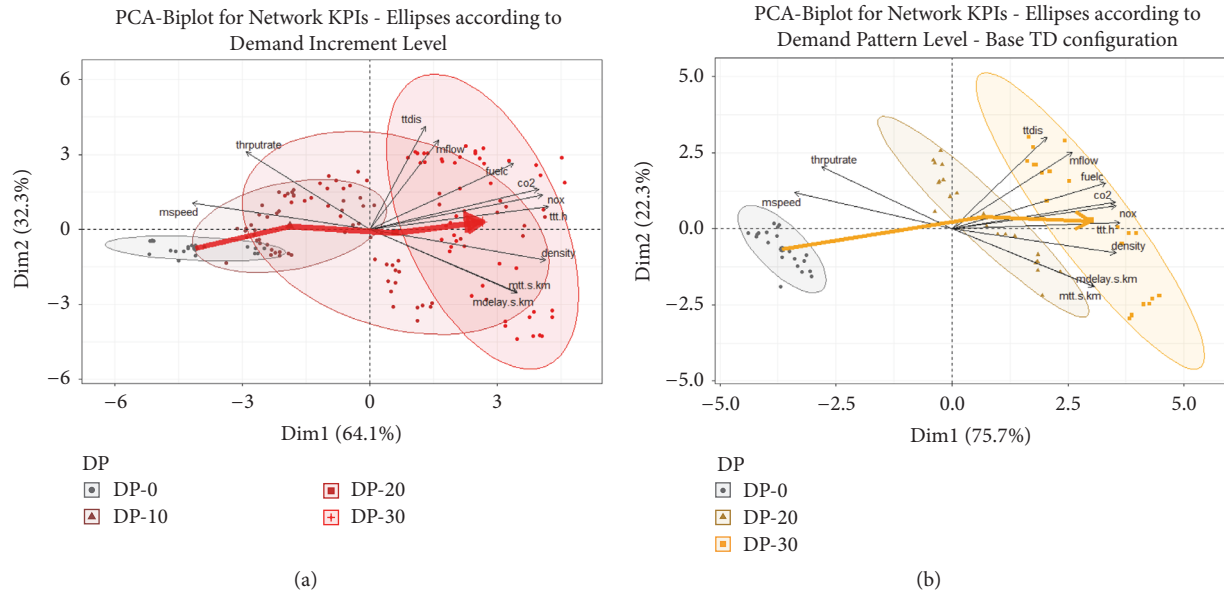 PCA-Biplot for Network KPIs - Ellipses according to
Demand Increment Level
6
3
0
−3
−6
−6
−3
0
3
Dim2 (32.3%)
Dim1 (64.1%)
ttdis
thrputrate
mflow
fuelc
co2
nox
mspeed
ttt.h
density
mtt.s.km
mdelay.s.km
DP
DP-0
DP-20
DP-10
DP-30
(a)
PCA-Biplot for Network KPIs - Ellipses according to
Demand Pattern Level - Base TD configuration
5.0
2.5
0.0
−2.5
−5.0
−5.0
−2.5
0.0
2.5
5.0
Dim2 (22.3%)
Dim1 (75.7%)
ttdis
thrputrate
mflow
fuelc
co2
mspeed
nox
ttt.h
density
mdelay.s.km
mtt.s.km
DP
DP-0
DP-20
DP-30
(b)